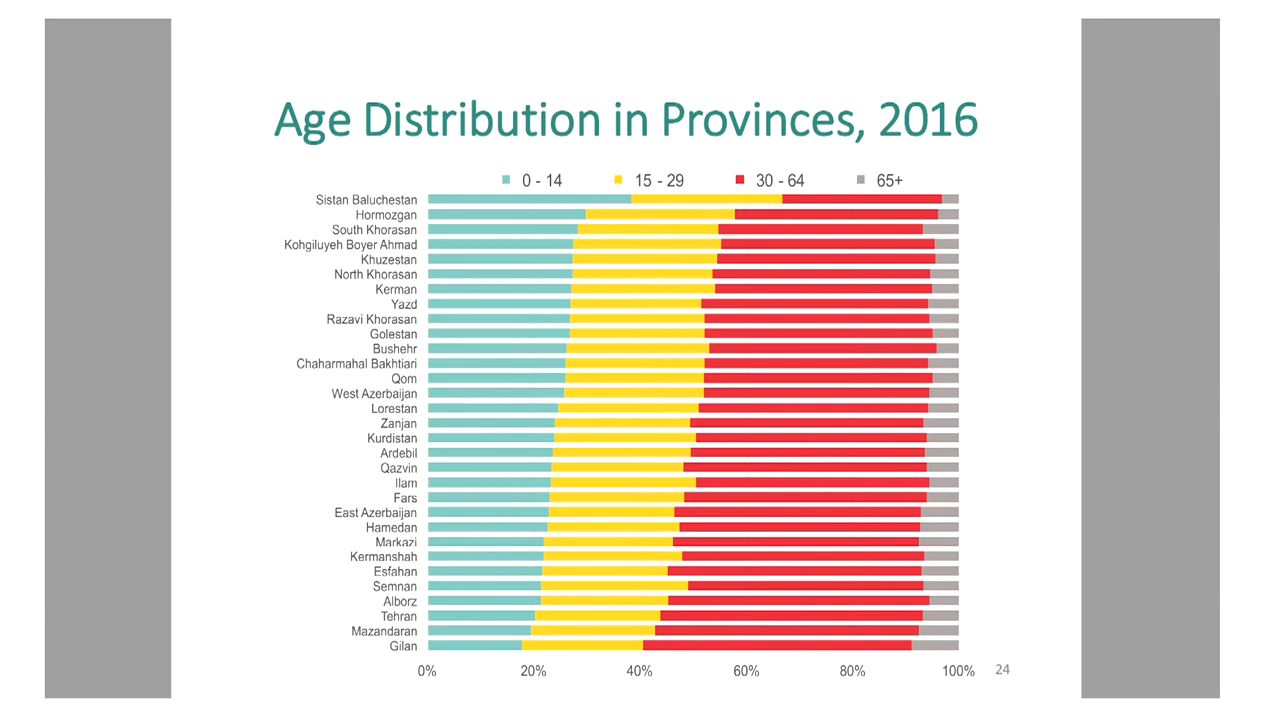 Age Distribution in Provinces, 2016
0 - 14 15 - 29 30 - 64 65+
Sistan Baluchestan
Hormozgan
South Khorasan
Kohgiluyeh Boyer Ahmad
Khuzestan
North Khorasan
Kerman
Yazd
Razavi Khorasan
Golestan
Bushehr
Chaharmahal Bakhtiari
Qom
West Azerbaijan
Lorestan
Zanjan
Kurdistan
Ardebil
Qazvin
Ilam
Fars
East Azerbaijan
Hamedan
Markazi
Kermanshah
Esfahan
Semnan
Alborz
Tehran
Mazandaran
Gilan
0% 20% 40% 60% 80% 100% 24